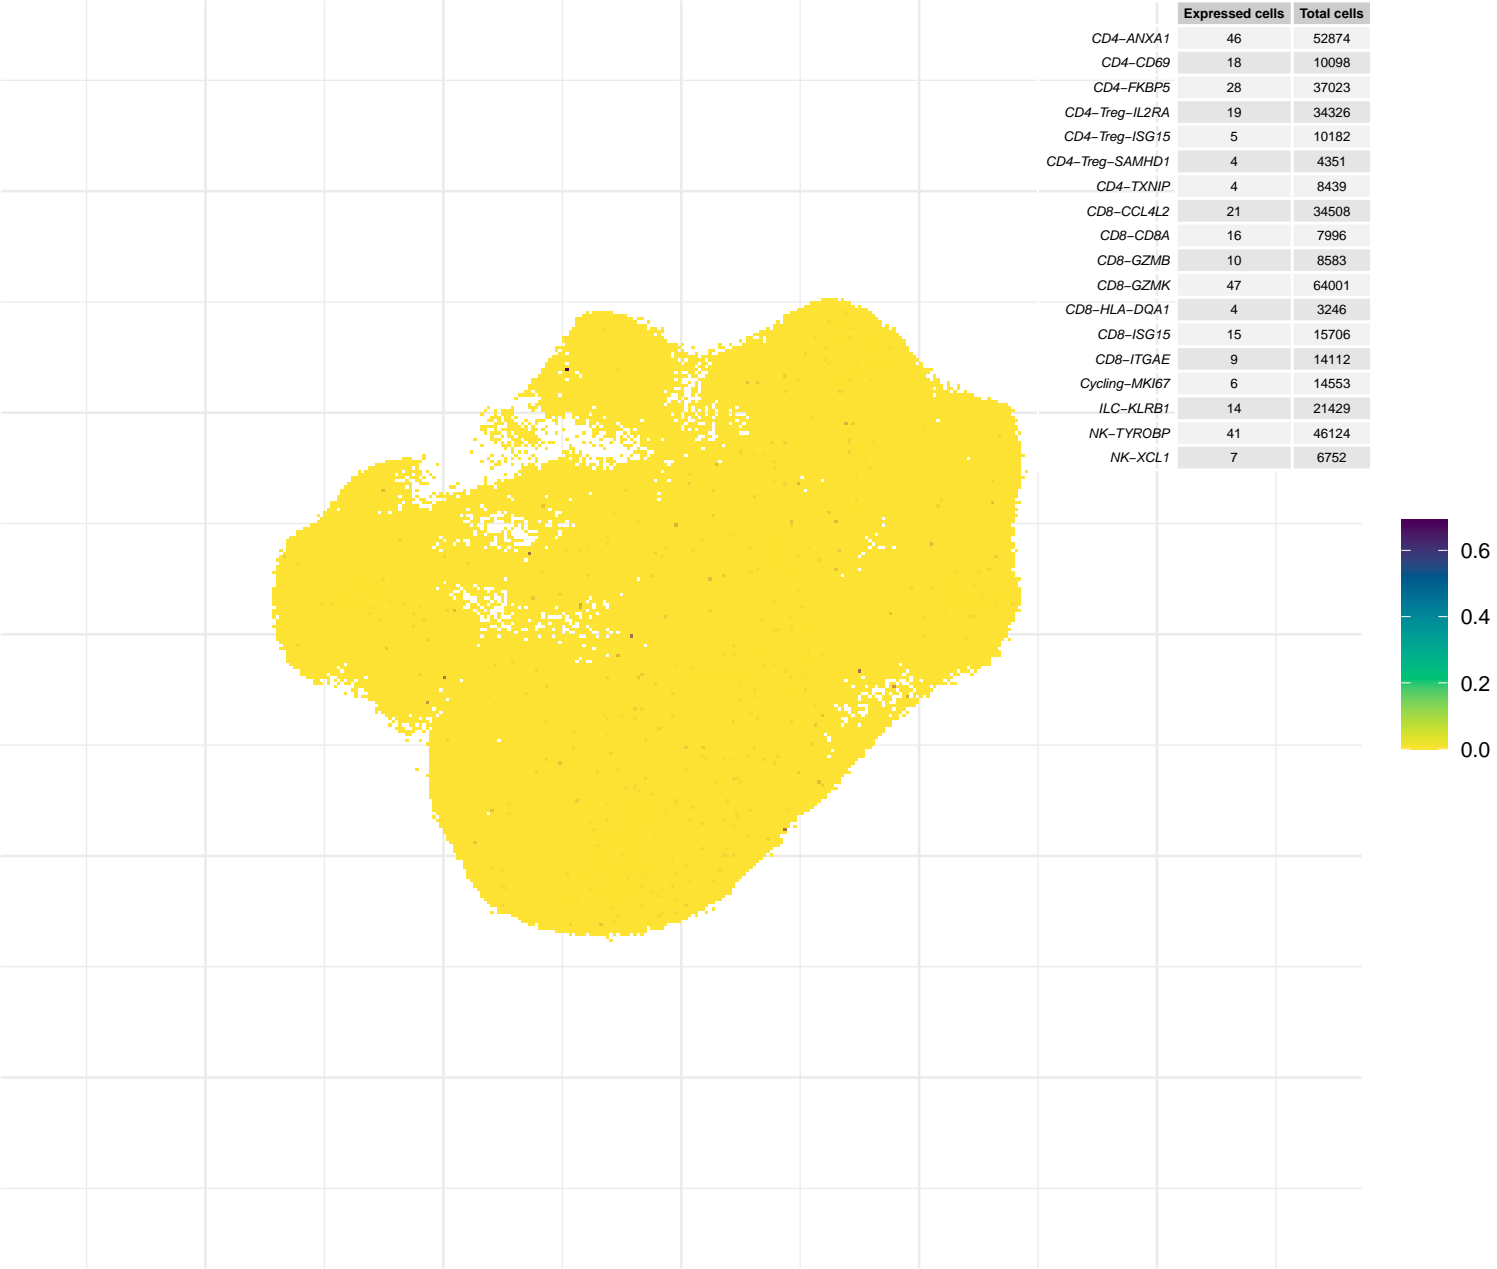 Expressed cells Total cells
CD4−ANXA1 46 52874
CD4−CD69 18 10098
CD4−FKBP5 28 37023
CD4−Treg−IL2RA 19 34326
CD4−Treg−ISG15 5 10182
CD4−Treg−SAMHD1 4 4351
CD4−TXNIP 4 8439
CD8−CCL4L2 21 34508
CD8−CD8A 16 7996
CD8−GZMB 10 8583
CD8−GZMK 47 64001
CD8−HLA−DQA1 4 3246
CD8−ISG15 15 15706
CD8−ITGAE 9 14112
Cycling−MKI67 6 14553
ILC−KLRB1 14 21429
NK−TYROBP 41 46124
NK−XCL1 7 6752
0.6
0.4
0.2
0.0